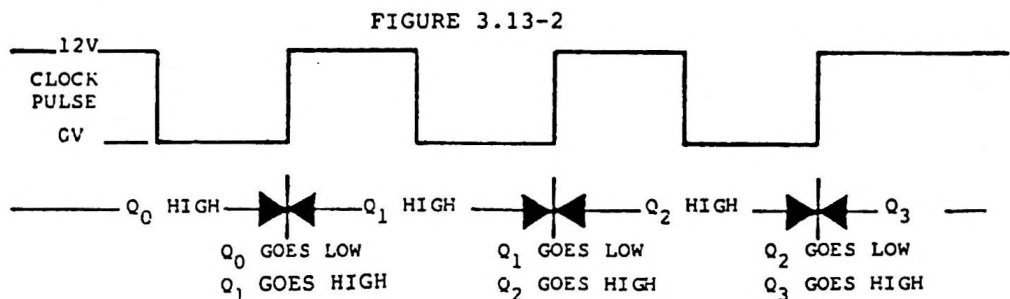 FIGURE 3.13-2
12V
CLOCK
PULSE
0V
Q₀ HIGH Q₁ HIGH Q₂ HIGH Q₃
Q₀ GOES LOW Q₁ GOES LOW Q₂ GOES LOW
Q₁ GOES HIGH Q₂ GOES HIGH Q₃ GOES HIGH